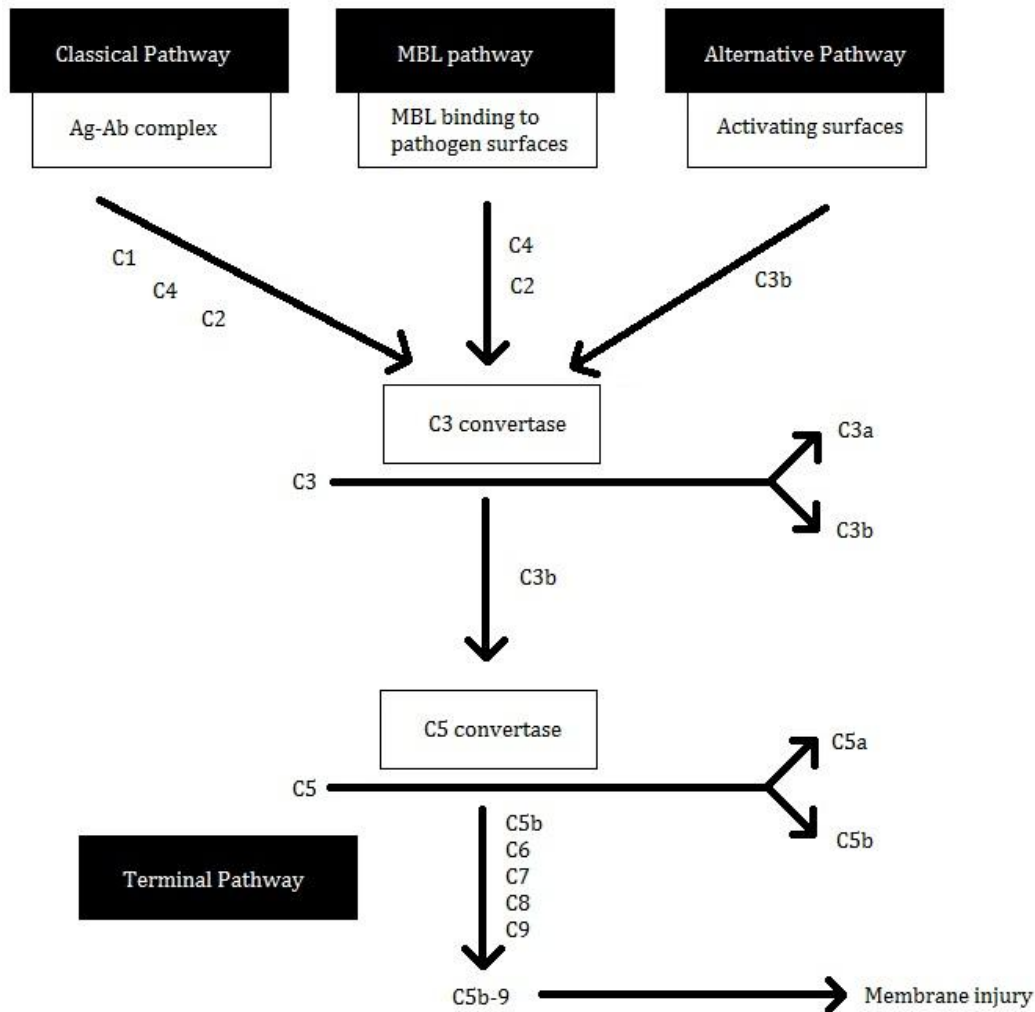 Classical Pathway
MBL pathway
Alternative Pathway
Ag-Ab complex
MBL binding to
pathogen surfaces
Activating surfaces
C1
C4
C2
C4
C2
C3b
C3 convertase
C3
C3a
C3b
C3b
C5 convertase
C5
C5a
C5b
Terminal Pathway
C5b
C6
C7
C8
C9
C5b-9
Membrane injury